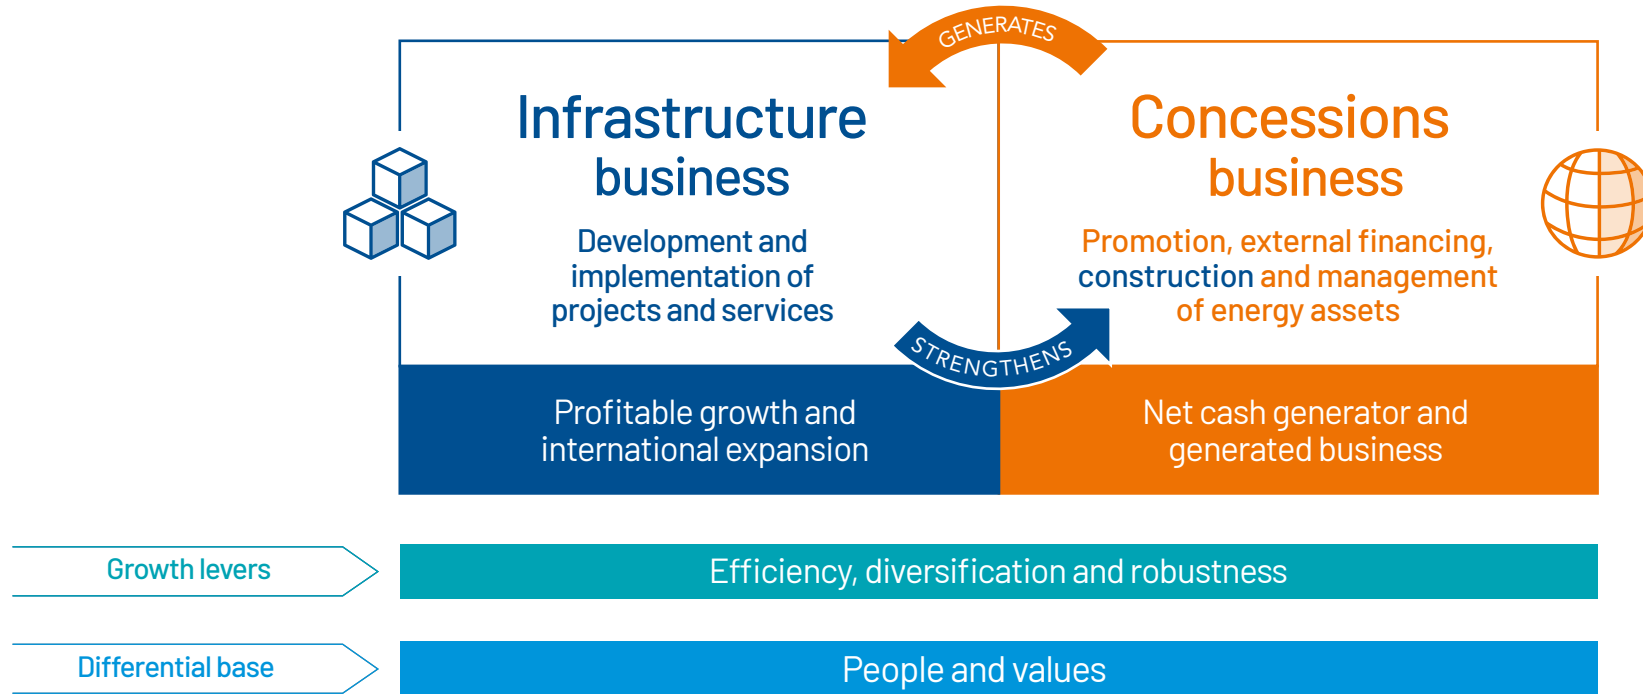 GENERATES
Infrastructure
business
Development and
implementation of
projects and services
Concessions
business
Promotion, external financing,
construction and management
of energy assets
STRENGTHENS
Profitable growth and
international expansion
Net cash generator and
generated business
Growth levers
Efficiency, diversification and robustness
Differential base
People and values